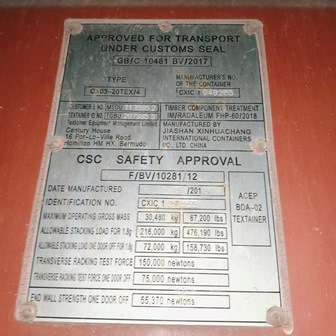 APPROVED FOR TRANSPORT
UNDER CUSTOMS SEAL
GB/C 10481 BV/2017
TYPE
CX03-20TEX/4
MANUFACTURER'S NO.
OF THE CONTAINER
CXIC
CUSTOMER'S NO MSDU
TEXTAINER ID
Textainer Equipment Management Limited
Century House
16 Par-La-Ville Road
Hamilton HM HX, Bermuda
TIMBER COMPONENT TREATMENT
IM/RADALEUM FHP-60/2018
MANUFACTURED BY
JIASHAN XINHUACHANG
INTERNATIONAL CONTAINERS
CO., LTD. CHINA
CSC SAFETY APPROVAL
F/BV/10281/12
DATE MANUFACTURED /201
IDENTIFICATION NO. CXIC
MAXIMUM OPERATING GROSS MASS 30,480 kg 67,200 lbs
ALLOWABLE STACKING LOAD FOR 1.8g 216,000 kg 476,190 lbs
ALLOWABLE STACKING LOAD ONE DOOR OFF FOR 1.8g 72,000 kg 158,730 lbs
TRANSVERSE RACKING TEST FORCE 150,000 newtons
TRANSVERSE RACKING TEST FORCE ONE DOOR OFF 75,000 newtons
END WALL STRENGTH ONE DOOR OFF 55,370 newtons
ACEP
BDA-02
TEXTAINER